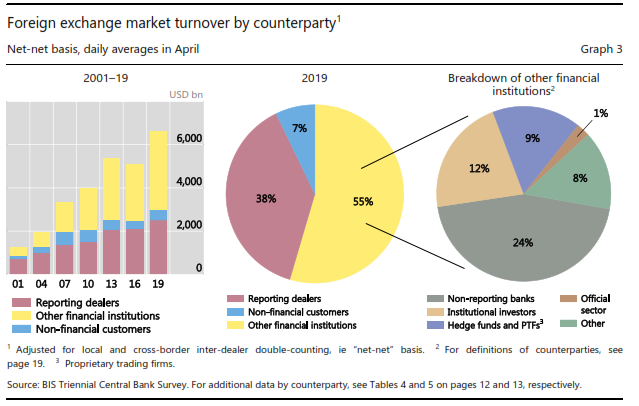 Foreign exchange market turnover by counterparty¹
Net-net basis, daily averages in April
Graph 3
2001–19
USD bn
6,000
4,000
2,000
0
01 04 07 10 13 16 19
Reporting dealers
Other financial institutions
Non-financial customers
2019
7%
38%
55%
Reporting dealers
Non-financial customers
Other financial institutions
Breakdown of other financial
institutions²
1%
9%
12%
8%
24%
Non-reporting banks
Institutional investors
Hedge funds and PTFs³
Official
sector
Other
¹ Adjusted for local and cross-border inter-dealer double-counting, ie “net-net” basis. ² For definitions of counterparties, see
page 19. ³ Proprietary trading firms.
Source: BIS Triennial Central Bank Survey. For additional data by counterparty, see Tables 4 and 5 on pages 12 and 13, respectively.